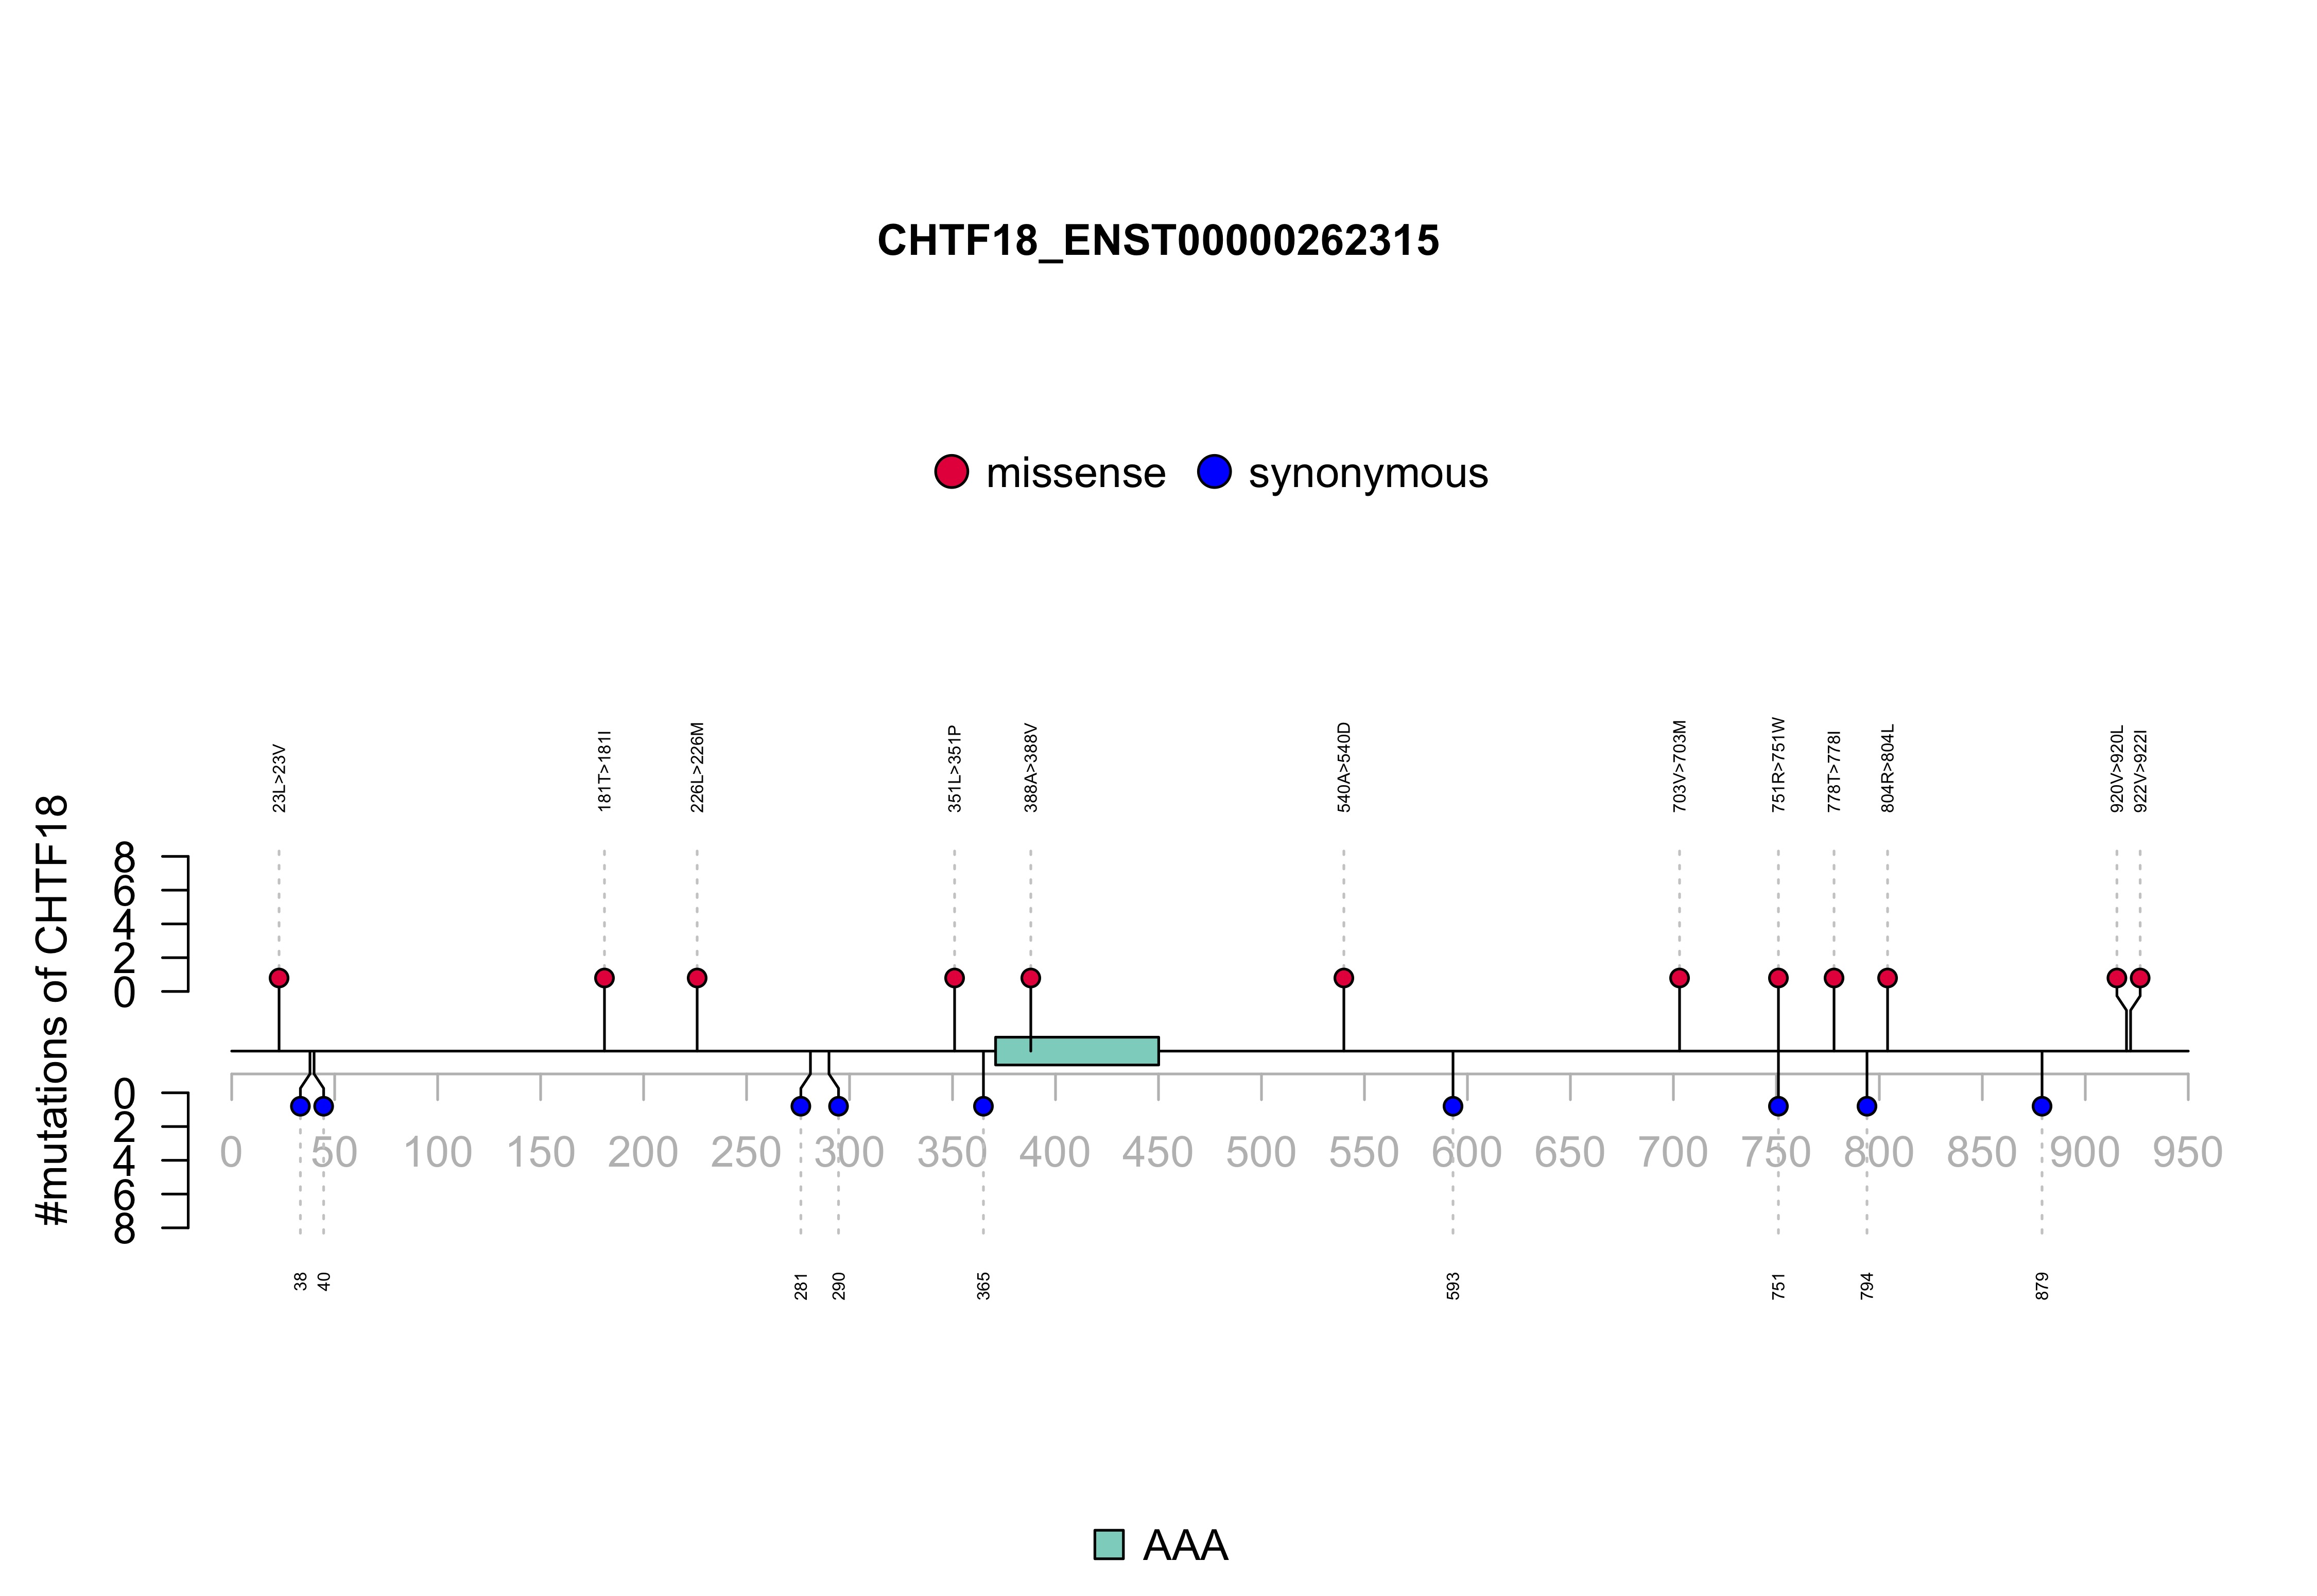 CHTF18_ENST00000262315
missense synonymous
23L>23V
181T>181I
226L>226M
351L>351P
388A>388V
540A>540D
703V>703M
751R>751W
778T>778I
804R>804L
920V>920L
922V>922I
#mutations of CHTF18
8
6
4
2
0
0
2
4
6
8
0 50 100 150 200 250 300 350 400 450 500 550 600 650 700 750 800 850 900 950
38 40 281 290 365 593 751 794 879
AAA